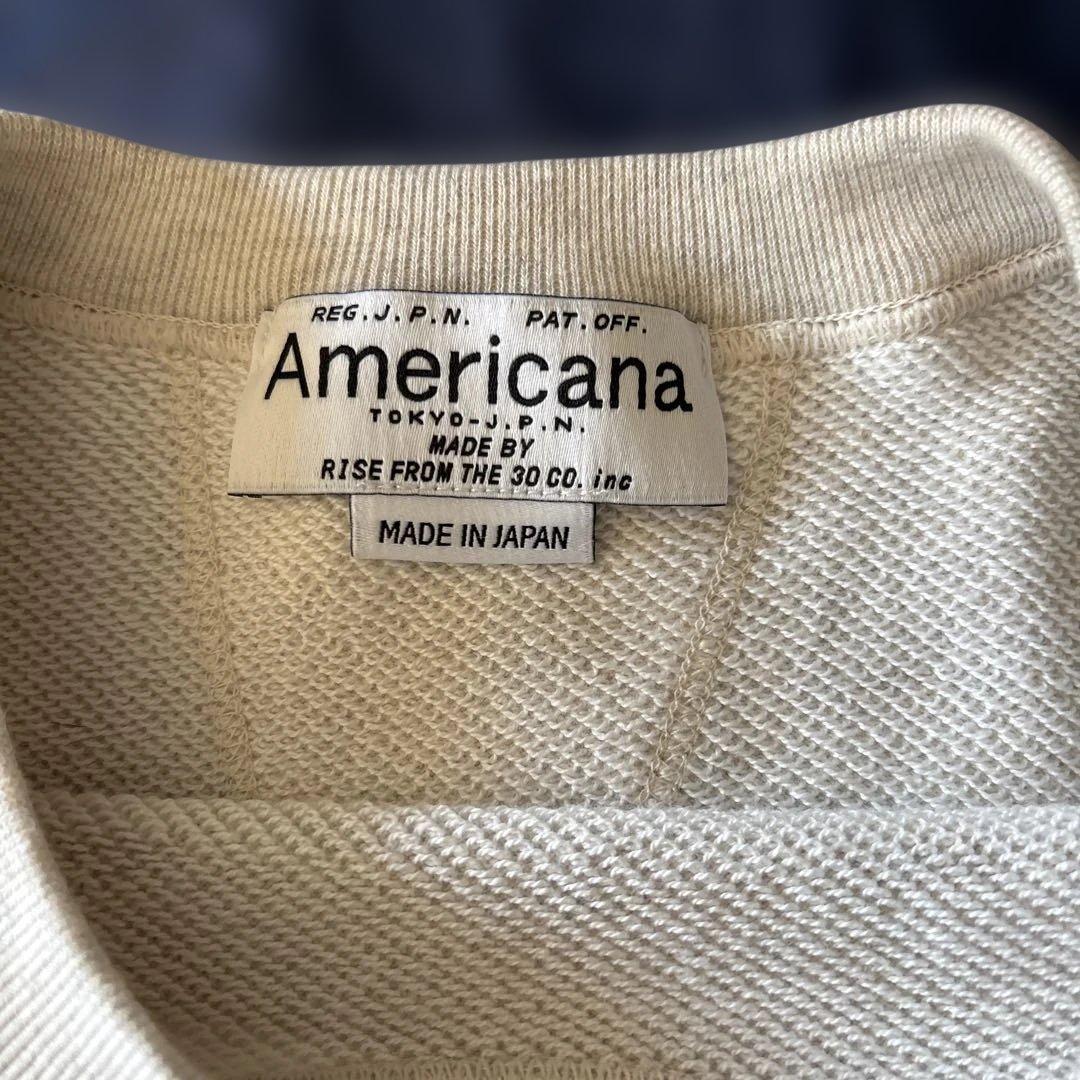 REG.J.P.N. PAT.OFF.
Americana
TOKYO-J.P.N.
MADE BY
RISE FROM THE 30 CO. inc
MADE IN JAPAN